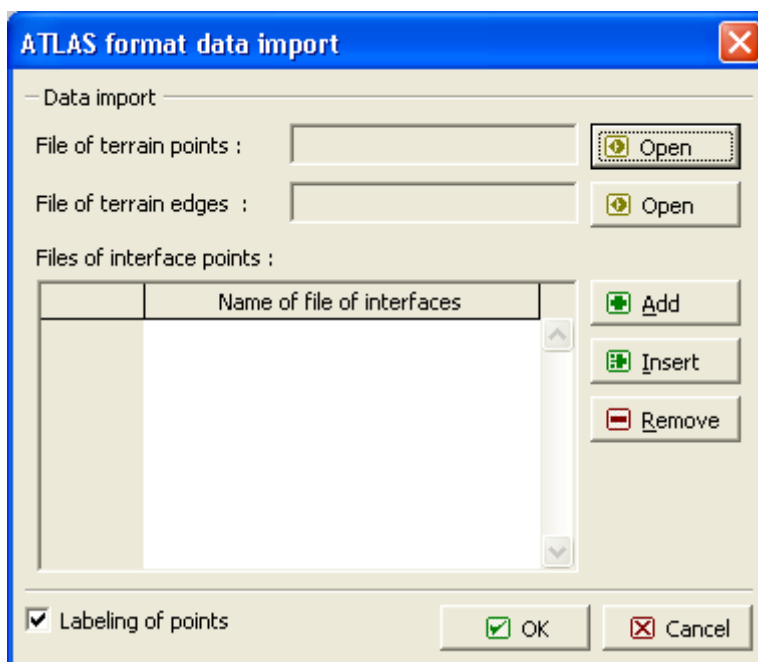 ATLAS format data import
Data import
File of terrain points :
Open
File of terrain edges :
Open
Files of interface points :
Name of file of interfaces
Add
Insert
Remove
Labeling of points
OK
Cancel